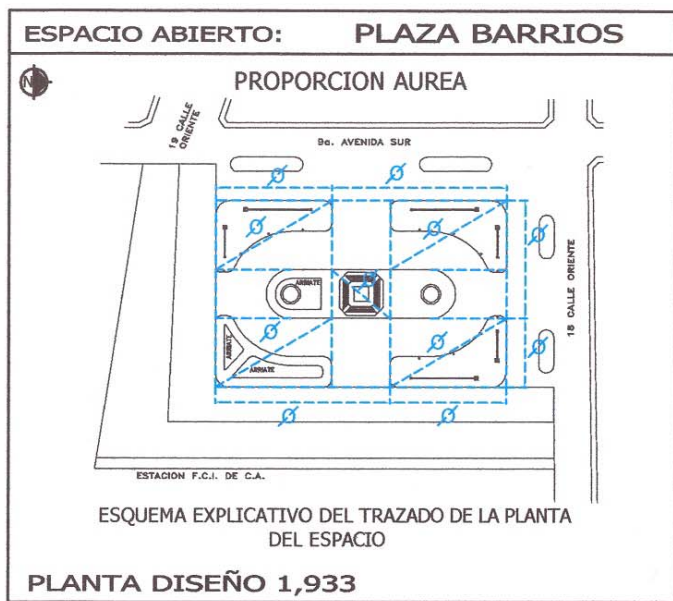 ESPACIO ABIERTO: PLAZA BARRIOS
N
PROPORCION AUREA
19 CALLE
ORIENTE
9a. AVENIDA SUR
Ø
Ø
Ø
Ø
Ø
18 CALLE ORIENTE
ARRIATE
Ø
Ø
Ø
Ø
ARRIATE
ARRIATE
Ø
Ø
ESTACION F.C.I. DE C.A.
ESQUEMA EXPLICATIVO DEL TRAZADO DE LA PLANTA
DEL ESPACIO
PLANTA DISEÑO 1,933